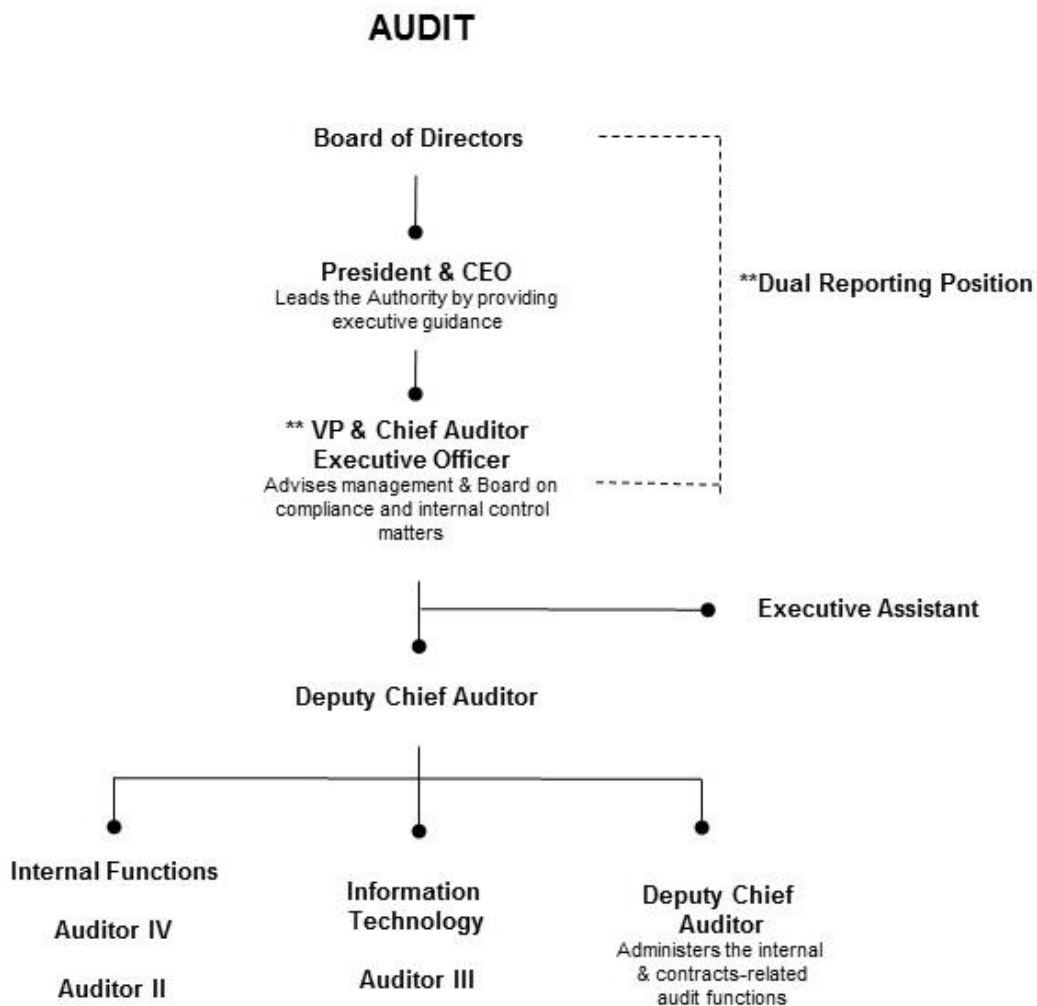 AUDIT
Board of Directors
President & CEO
Leads the Authority by providing
executive guidance
**Dual Reporting Position
** VP & Chief Auditor
Executive Officer
Advises management & Board on
compliance and internal control
matters
Executive Assistant
Deputy Chief Auditor
Internal Functions
Auditor IV
Auditor II
Information
Technology
Auditor III
Deputy Chief
Auditor
Administers the internal
& contracts-related
audit functions